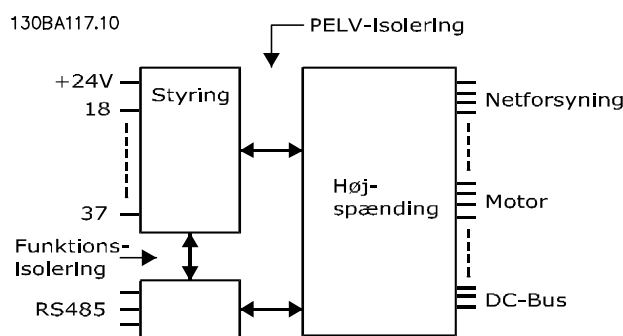 130BA117.10
PELV-Isolering
+24V
Styring
18
Netforsyning
Høj-
spænding
37
Motor
Funktions-
isolering
RS485
DC-Bus